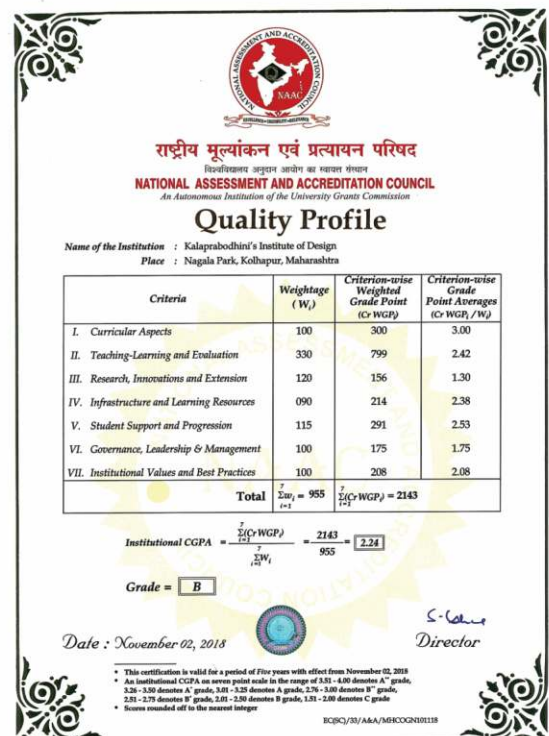 NATIONAL ASSESSMENT AND ACCREDITATION COUNCIL
NAAC
EXCELLENCE • CREDIBILITY • RELEVANCE
राष्ट्रीय मूल्यांकन एवं प्रत्यायन परिषद
विश्वविद्यालय अनुदान आयोग का स्वायत्त संस्थान
NATIONAL ASSESSMENT AND ACCREDITATION COUNCIL
An Autonomous Institution of the University Grants Commission
Quality Profile
Name of the Institution : Kalaprabodhini's Institute of Design
Place : Nagala Park, Kolhapur, Maharashtra
Criteria Weightage (Wi) Criterion-wise Weighted Grade Point (Cr WGPi) Criterion-wise Grade Point Averages (Cr WGPi / Wi)
I. Curricular Aspects 100 300 3.00
II. Teaching-Learning and Evaluation 330 799 2.42
III. Research, Innovations and Extension 120 156 1.30
IV. Infrastructure and Learning Resources 090 214 2.38
V. Student Support and Progression 115 291 2.53
VI. Governance, Leadership & Management 100 175 1.75
VII. Institutional Values and Best Practices 100 208 2.08
Total 7 Σwi = 955 i=1 7 Σ(Cr WGPi) = 2143 i=1
Institutional CGPA = 7 Σ(Cr WGPi) i=1 / 7 ΣWi i=1 = 2143 / 955 = 2.24
Grade = B
Date : November 02, 2018
Director
• This certification is valid for a period of Five years with effect from November 02, 2018
• An institutional CGPA on seven point scale in the range of 3.51 - 4.00 denotes A++ grade,
3.26 - 3.50 denotes A+ grade, 3.01 - 3.25 denotes A grade, 2.76 - 3.00 denotes B++ grade,
2.51 - 2.75 denotes B+ grade, 2.01 - 2.50 denotes B grade, 1.51 - 2.00 denotes C grade
• Scores rounded off to the nearest integer
EC(SC)/33/A&A/MHCOGN101118